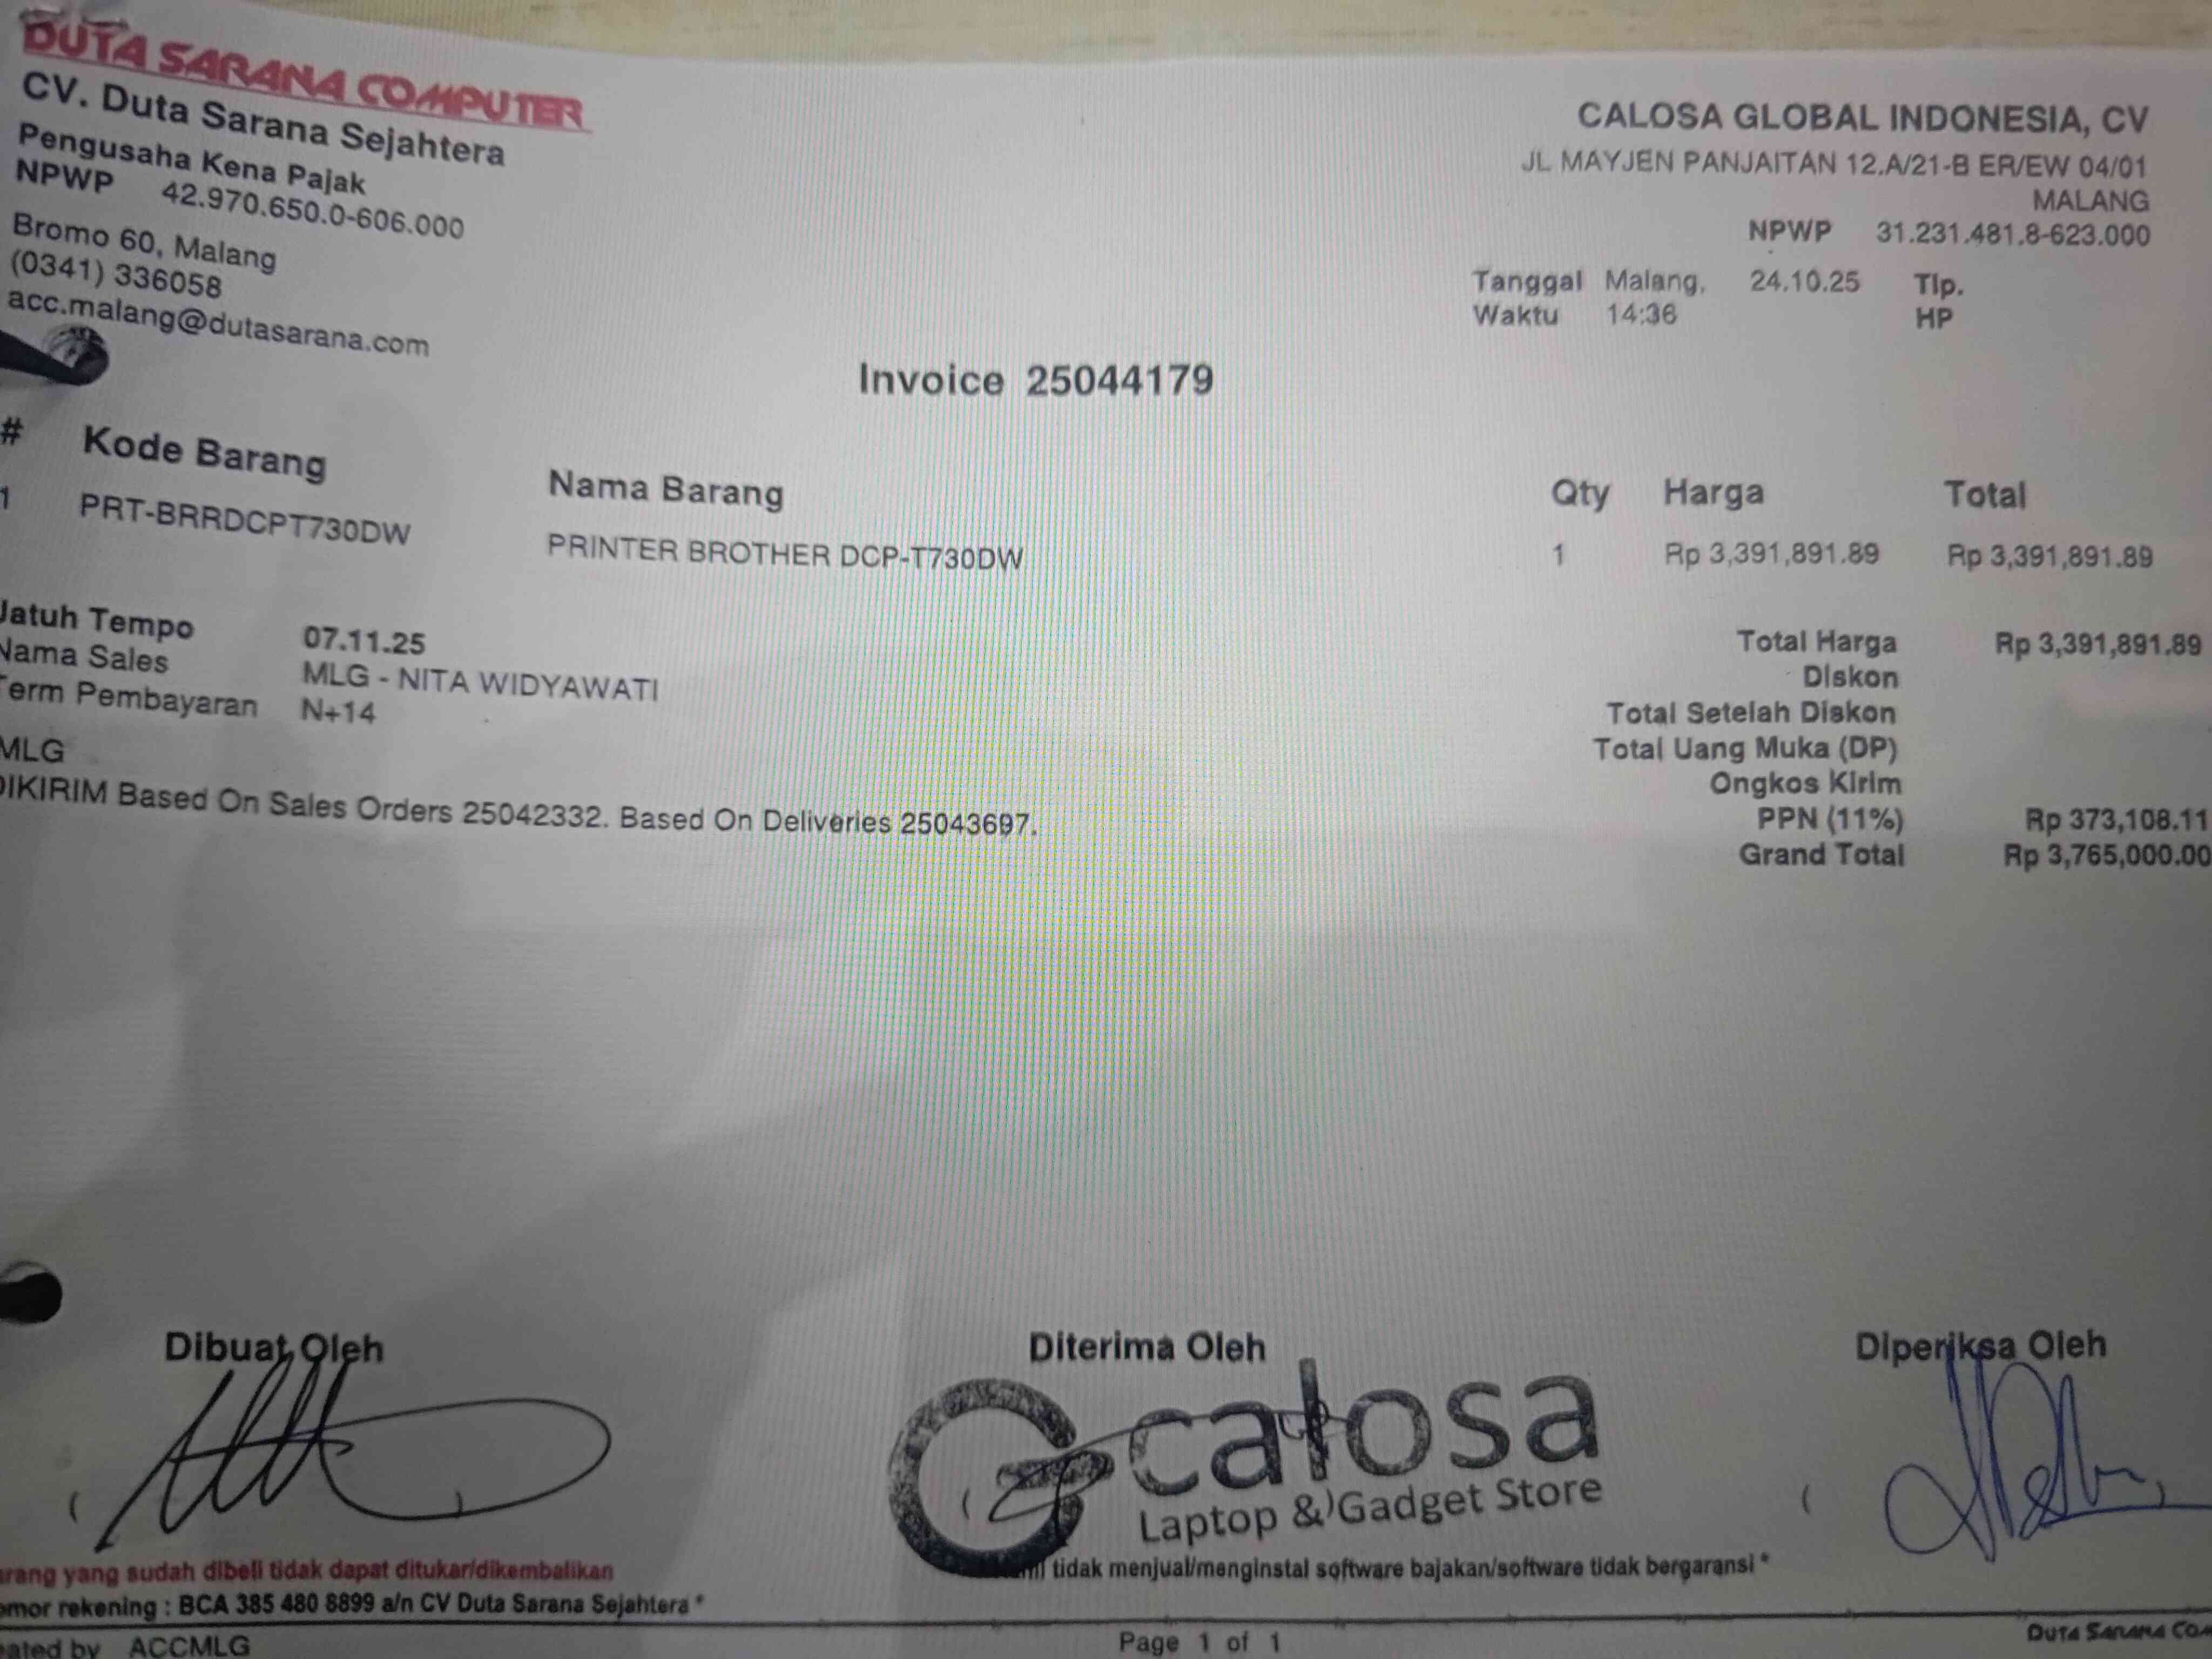 DUTA SARANA COMPUTER
CV. Duta Sarana Sejahtera
Pengusaha Kena Pajak
NPWP 42.970.650.0-606.000
Bromo 60, Malang
(0341) 336058
acc.malang@dutasarana.com
CALOSA GLOBAL INDONESIA, CV
JL MAYJEN PANJAITAN 12.A/21-B ER/EW 04/01
MALANG
NPWP 31.231.481.8-623.000
Tanggal Malang, 24.10.25 Tlp.
Waktu 14:36 HP
Invoice 25044179
# Kode Barang Nama Barang Qty Harga Total
1 PRT-BRRDCPT730DW PRINTER BROTHER DCP-T730DW 1 Rp 3,391,891.89 Rp 3,391,891.89
Jatuh Tempo 07.11.25
Nama Sales MLG - NITA WIDYAWATI
Term Pembayaran N+14
MLG
DIKIRIM Based On Sales Orders 25042332. Based On Deliveries 25043697.
Total Harga Rp 3,391,891.89
Diskon
Total Setelah Diskon
Total Uang Muka (DP)
Ongkos Kirim
PPN (11%) Rp 373,108.11
Grand Total Rp 3,765,000.00
Dibuat Oleh Diterima Oleh Diperiksa Oleh
calosa
Laptop & Gadget Store
arang yang sudah dibeli tidak dapat ditukar/dikembalikan
tidak menjual/menginstal software bajakan/software tidak bergaransi *
omor rekening : BCA 385 480 8899 a/n CV Duta Sarana Sejahtera *
eated by ACCMLG Page 1 of 1 DUTA SARANA COM